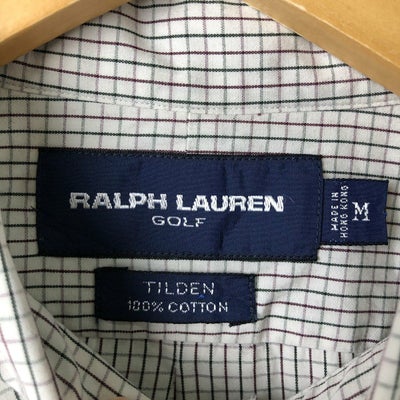 RALPH LAUREN
GOLF
MADE IN
HONG KONG
M
TILDEN
100% COTTON